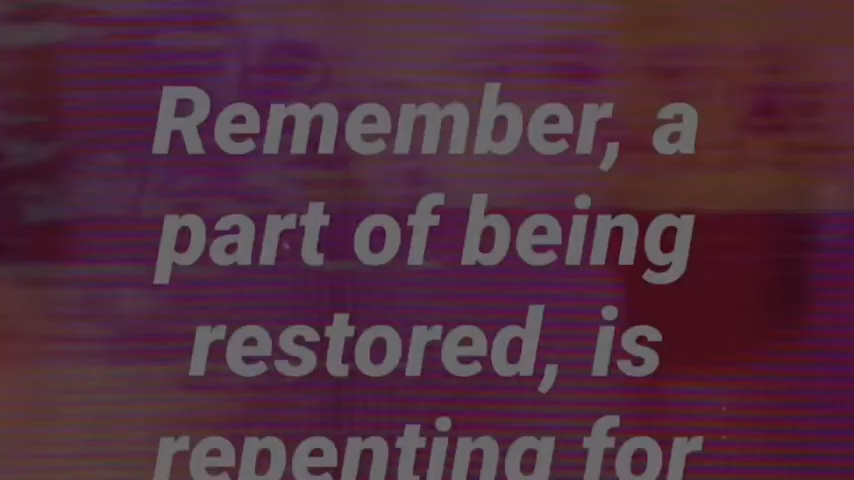 Remember, a
part of being
restored, is
repenting for